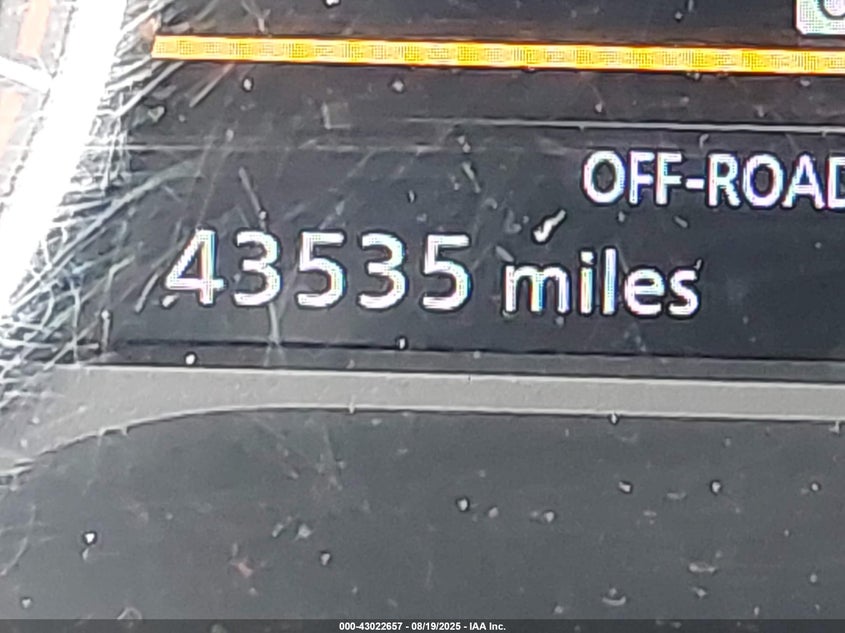 OFF-ROAD
43535 miles
000-43022657 - 08/19/2025 - IAA Inc.